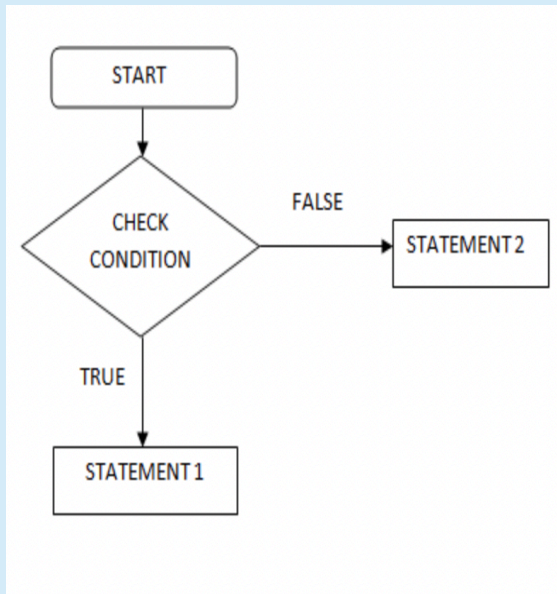 START
CHECK
CONDITION
FALSE
STATEMENT 2
TRUE
STATEMENT 1